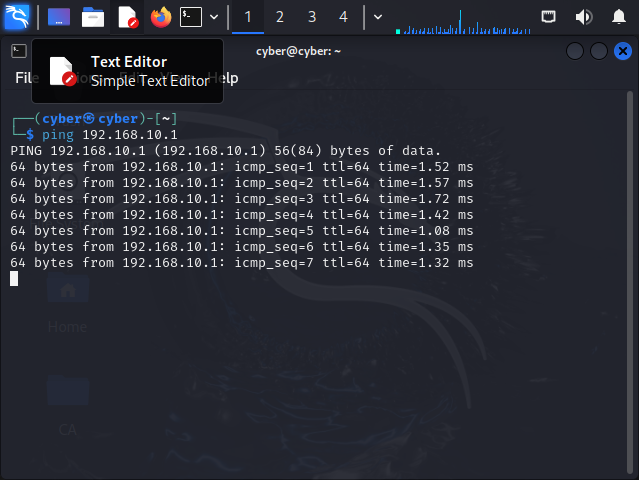 1 2 3 4
cyber@cyber: ~
File Help
Text Editor
Simple Text Editor
┌──(cyber㉿cyber)-[~]
└─$ ping 192.168.10.1
PING 192.168.10.1 (192.168.10.1) 56(84) bytes of data.
64 bytes from 192.168.10.1: icmp_seq=1 ttl=64 time=1.52 ms
64 bytes from 192.168.10.1: icmp_seq=2 ttl=64 time=1.57 ms
64 bytes from 192.168.10.1: icmp_seq=3 ttl=64 time=1.72 ms
64 bytes from 192.168.10.1: icmp_seq=4 ttl=64 time=1.42 ms
64 bytes from 192.168.10.1: icmp_seq=5 ttl=64 time=1.08 ms
64 bytes from 192.168.10.1: icmp_seq=6 ttl=64 time=1.35 ms
64 bytes from 192.168.10.1: icmp_seq=7 ttl=64 time=1.32 ms
Home
CA